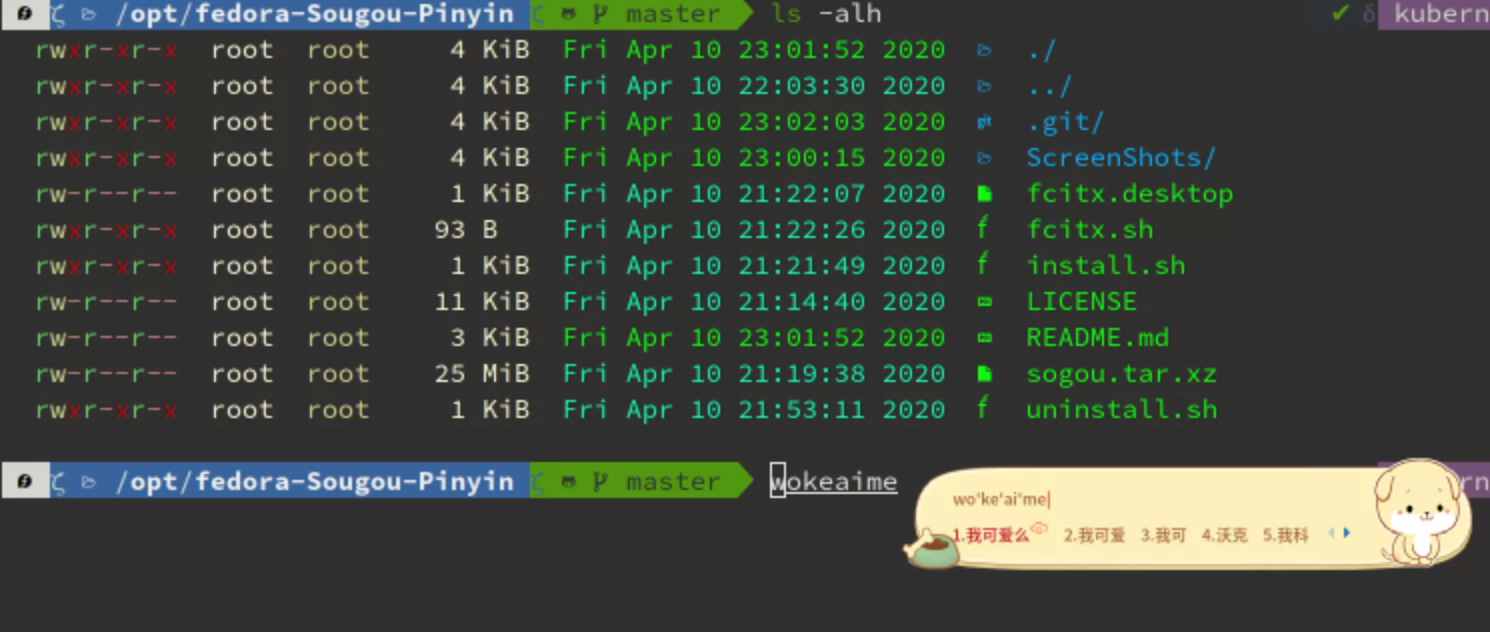 /opt/fedora-Sougou-Pinyin master ls -alh ✔ kubern
rwxr-xr-x root root 4 KiB Fri Apr 10 23:01:52 2020 ./
rwxr-xr-x root root 4 KiB Fri Apr 10 22:03:30 2020 ../
rwxr-xr-x root root 4 KiB Fri Apr 10 23:02:03 2020 .git/
rwxr-xr-x root root 4 KiB Fri Apr 10 23:00:15 2020 ScreenShots/
rw-r--r-- root root 1 KiB Fri Apr 10 21:22:07 2020 fcitx.desktop
rwxr-xr-x root root 93 B Fri Apr 10 21:22:26 2020 fcitx.sh
rwxr-xr-x root root 1 KiB Fri Apr 10 21:21:49 2020 install.sh
rw-r--r-- root root 11 KiB Fri Apr 10 21:14:40 2020 LICENSE
rw-r--r-- root root 3 KiB Fri Apr 10 23:01:52 2020 README.md
rw-r--r-- root root 25 MiB Fri Apr 10 21:19:38 2020 sogou.tar.xz
rwxr-xr-x root root 1 KiB Fri Apr 10 21:53:11 2020 uninstall.sh
/opt/fedora-Sougou-Pinyin master wokeaime rn
wo'ke'ai'me
1.我可爱么 2.我可爱 3.我可 4.沃克 5.我科